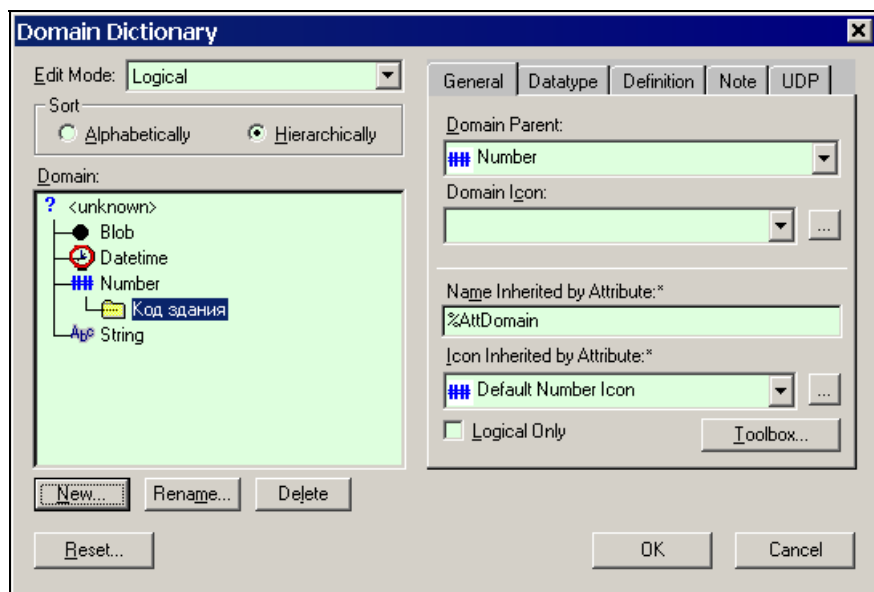 Domain Dictionary
Edit Mode: Logical
Sort
Alphabetically Hierarchically
Domain:
? <unknown>
Blob
Datetime
Number
Код здания
String
New... Rename... Delete
Reset...
General Datatype Definition Note UDP
Domain Parent:
Number
Domain Icon:
...
Name Inherited by Attribute:*
%AttDomain
Icon Inherited by Attribute:*
Default Number Icon ...
Logical Only Toolbox...
OK Cancel